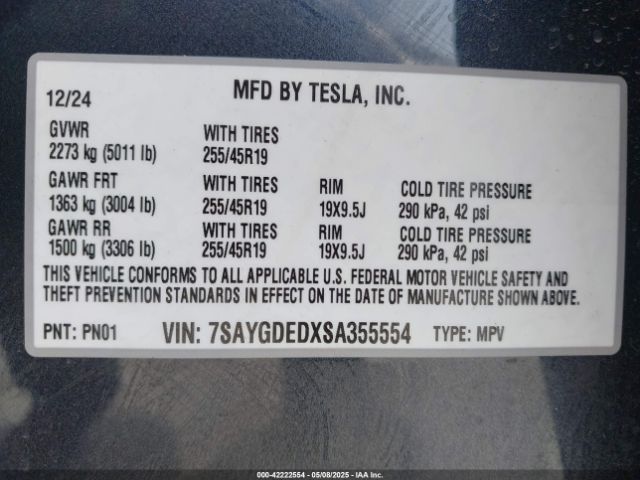 12/24 MFD BY TESLA, INC.
GVWR WITH TIRES
2273 kg (5011 lb) 255/45R19
GAWR FRT WITH TIRES RIM COLD TIRE PRESSURE
1363 kg (3004 lb) 255/45R19 19X9.5J 290 kPa, 42 psi
GAWR RR WITH TIRES RIM COLD TIRE PRESSURE
1500 kg (3306 lb) 255/45R19 19X9.5J 290 kPa, 42 psi
THIS VEHICLE CONFORMS TO ALL APPLICABLE U.S. FEDERAL MOTOR VEHICLE SAFETY AND
THEFT PREVENTION STANDARDS IN EFFECT ON THE DATE OF MANUFACTURE SHOWN ABOVE.
PNT: PN01 VIN: 7SAYGDEDXSA355554 TYPE: MPV
000-42222554 - 05/08/2025 - IAA Inc.